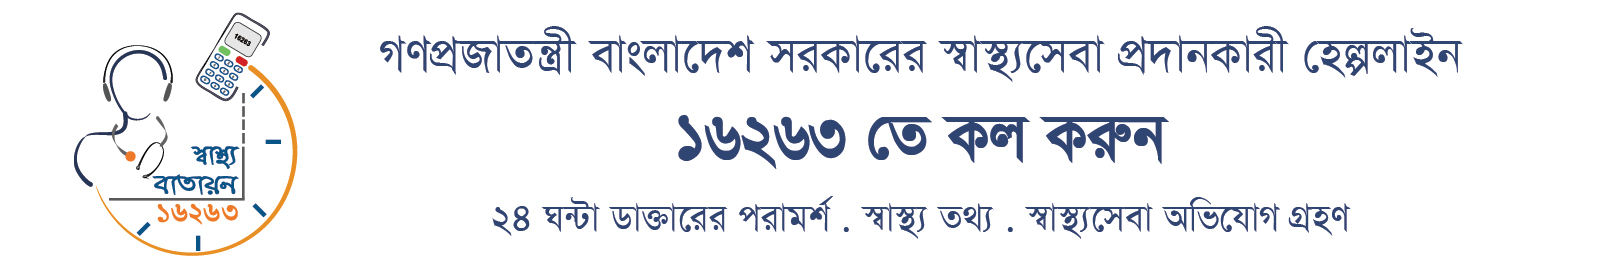 16263
স্বাস্থ্য
বাতায়ন
১৬২৬৩
গণপ্রজাতন্ত্রী বাংলাদেশ সরকারের স্বাস্থ্যসেবা প্রদানকারী হেল্পলাইন
১৬২৬৩ তে কল করুন
২৪ ঘন্টা ডাক্তারের পরামর্শ . স্বাস্থ্য তথ্য . স্বাস্থ্যসেবা অভিযোগ গ্রহণ